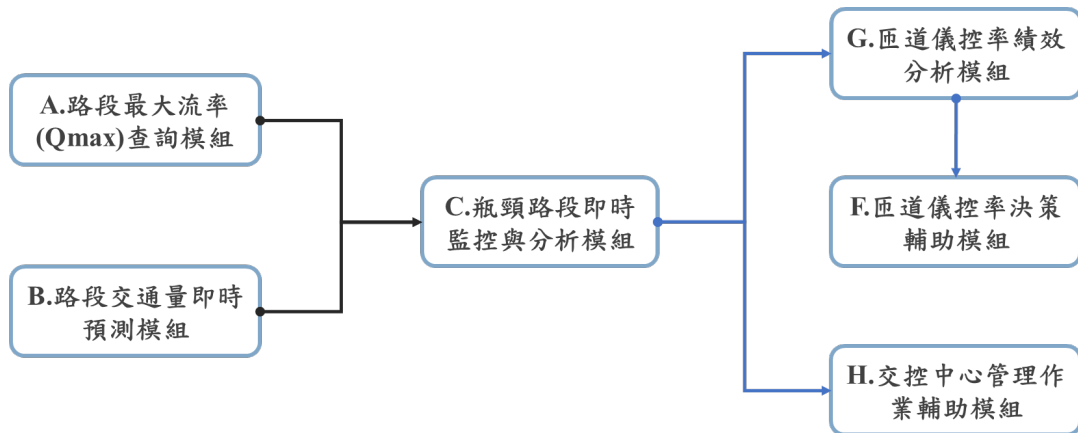 A.路段最大流率
(Qmax)查詢模組
B.路段交通量即時
預測模組
C.瓶頸路段即時
監控與分析模組
G.匝道儀控率績效
分析模組
F.匝道儀控率決策
輔助模組
H.交控中心管理作
業輔助模組